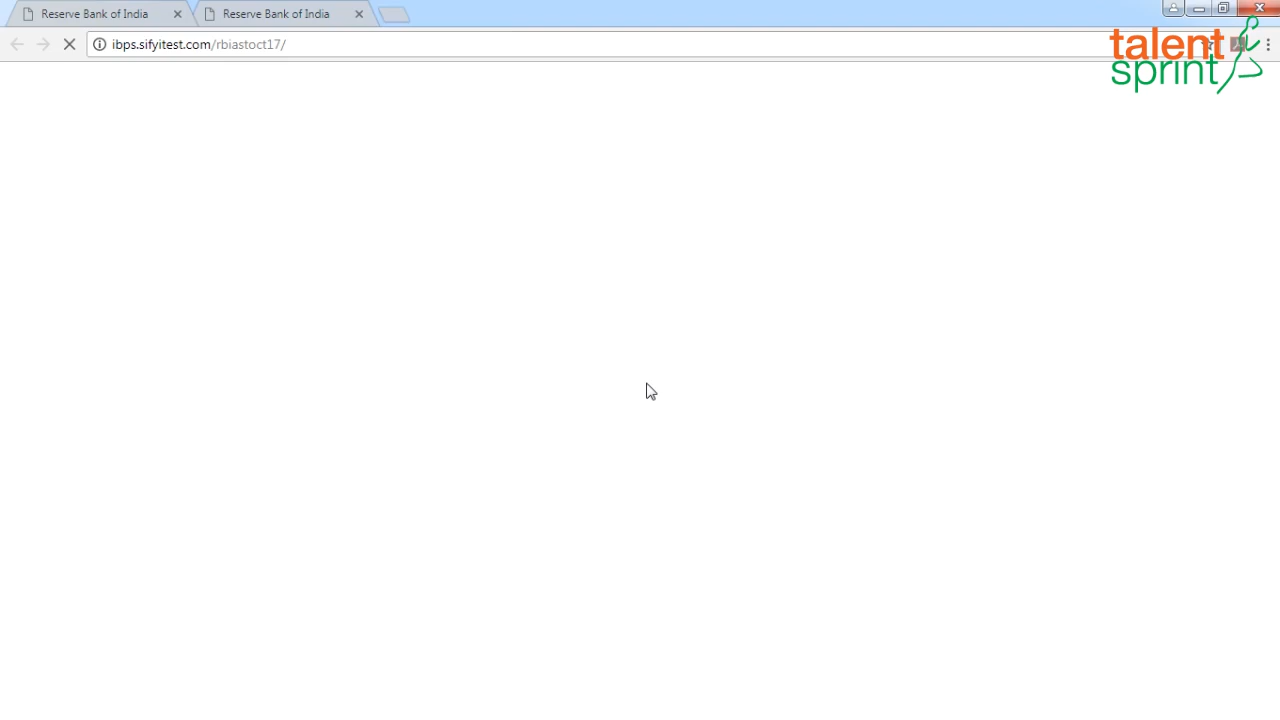 Reserve Bank of India
Reserve Bank of India
ibps.sifyitest.com/rbiastoct17/
talent
sprint